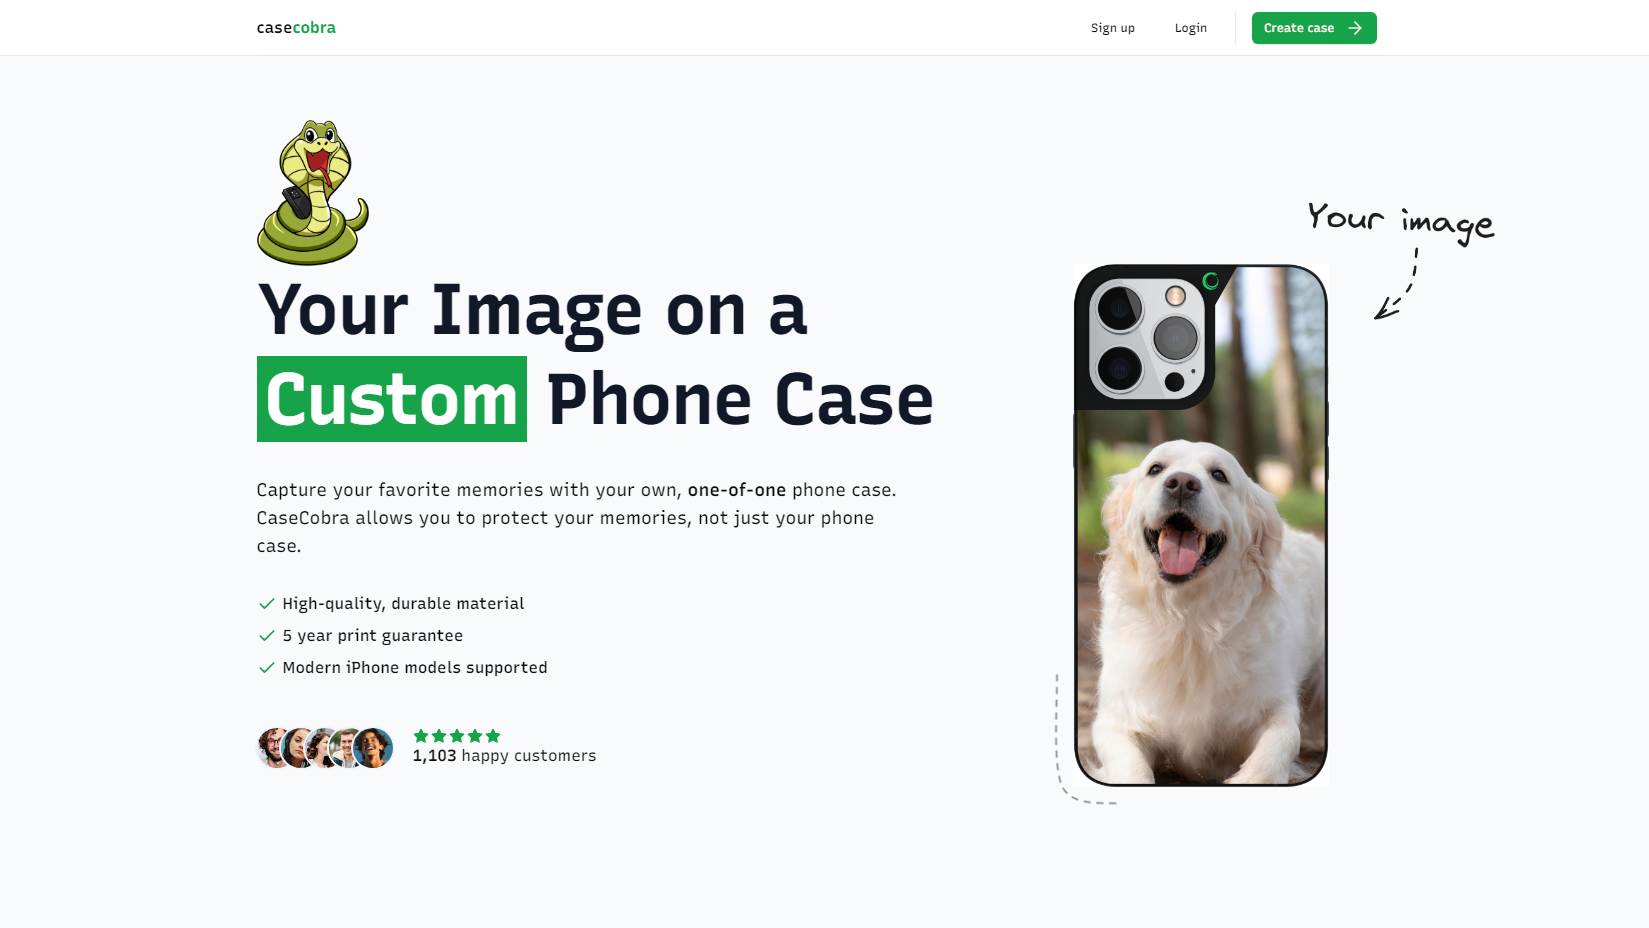 casecobra
Sign up
Login
Create case
Your image
Your Image on a
Custom Phone Case
Capture your favorite memories with your own, one-of-one phone case.
CaseCobra allows you to protect your memories, not just your phone
case.
High-quality, durable material
5 year print guarantee
Modern iPhone models supported
1,103 happy customers